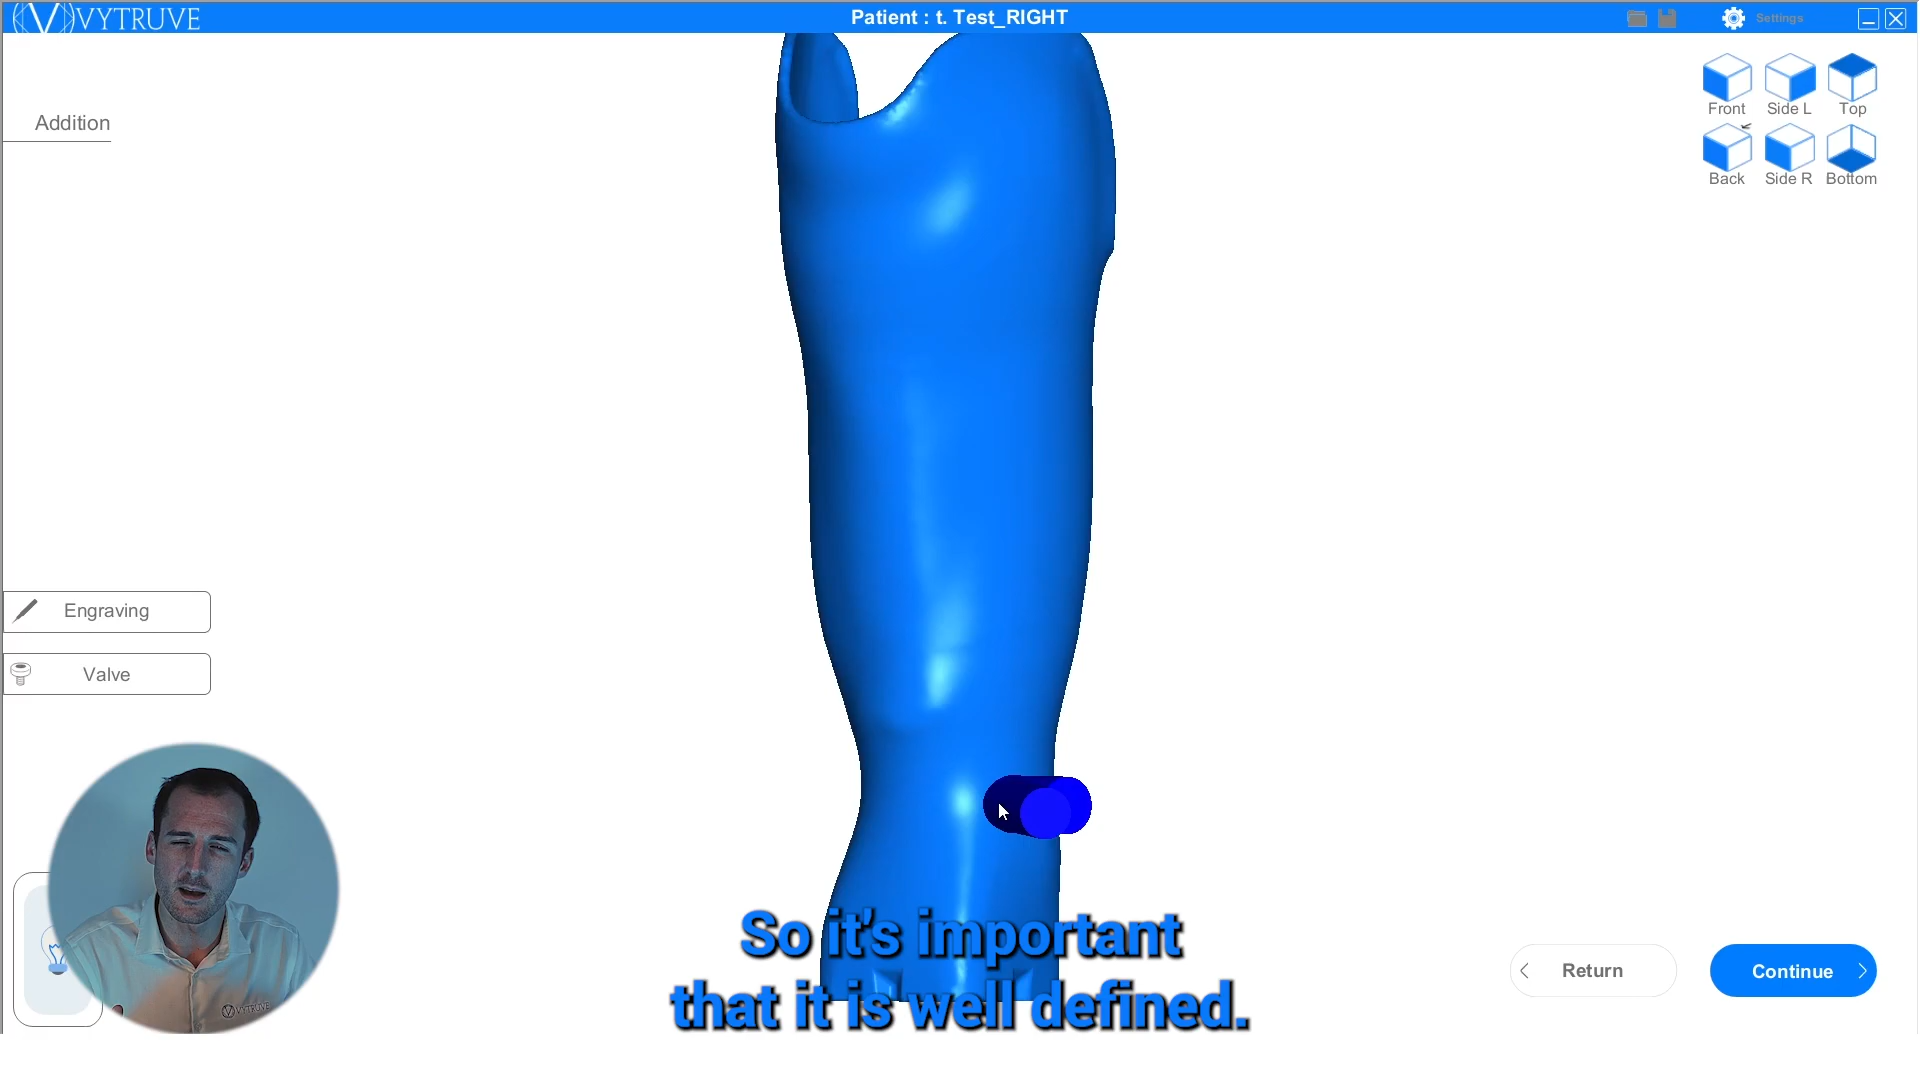 VYTRUVE
Patient : t. Test_RIGHT
Settings
Front
Side L
Top
Back
Side R
Bottom
Addition
Engraving
Valve
VYTRUVE
So it's important
that it is well defined.
Return
Continue